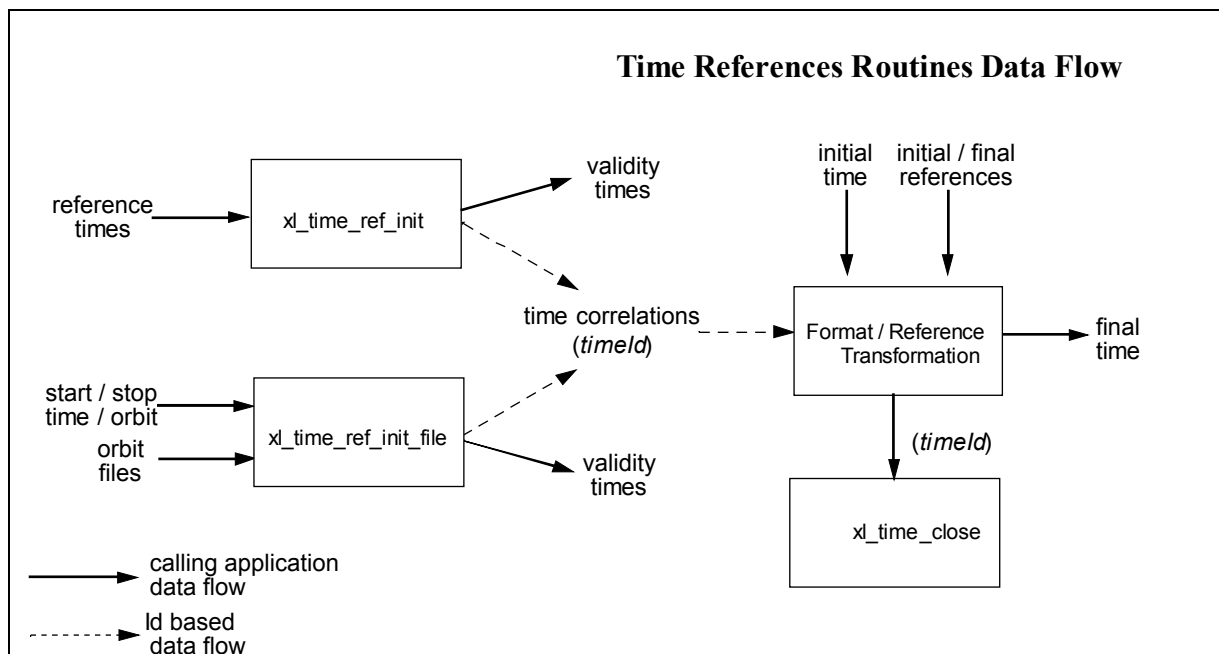 Time References Routines Data Flow
initial
time
initial / final
references
validity
times
reference
times
xl_time_ref_init
time correlations
(timeId)
Format / Reference
Transformation
final
time
start / stop
time / orbit
orbit
files
xl_time_ref_init_file
validity
times
(timeId)
xl_time_close
calling application
data flow
Id based
data flow